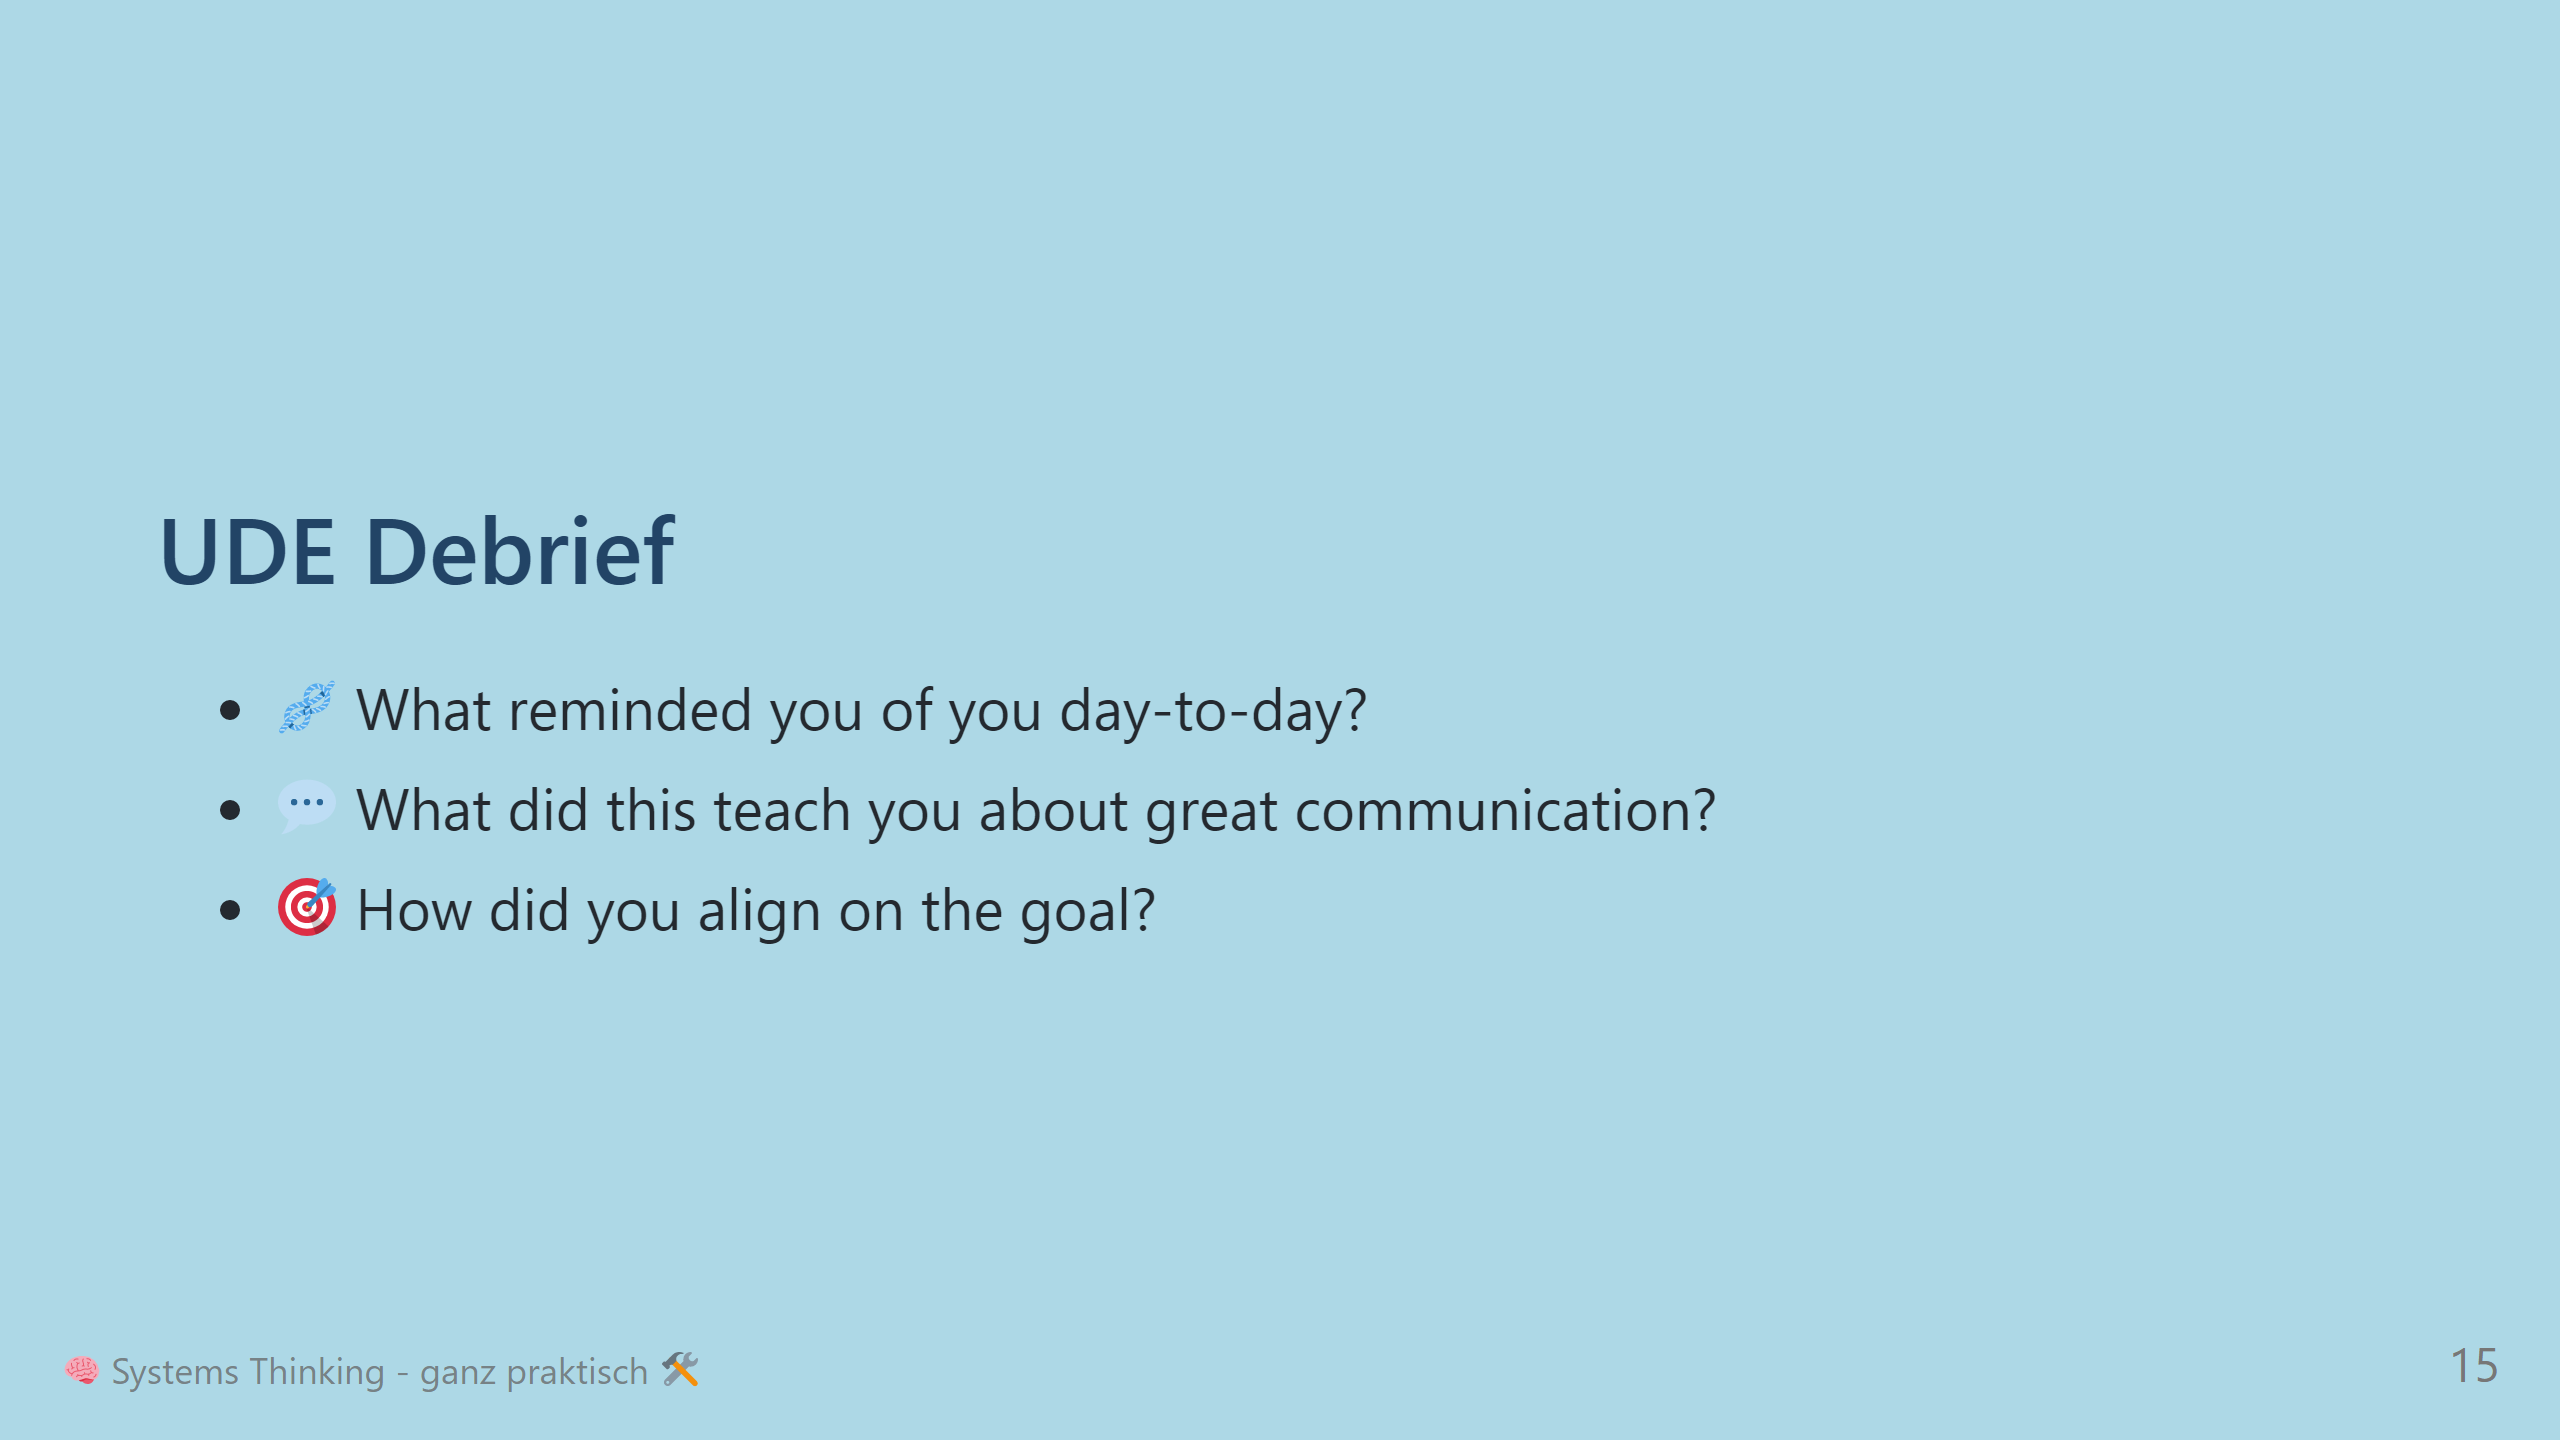 UDE Debrief
• 🪢 What reminded you of you day-to-day?
• 💬 What did this teach you about great communication?
• 🎯 How did you align on the goal?
🧠 Systems Thinking - ganz praktisch 🛠️
15